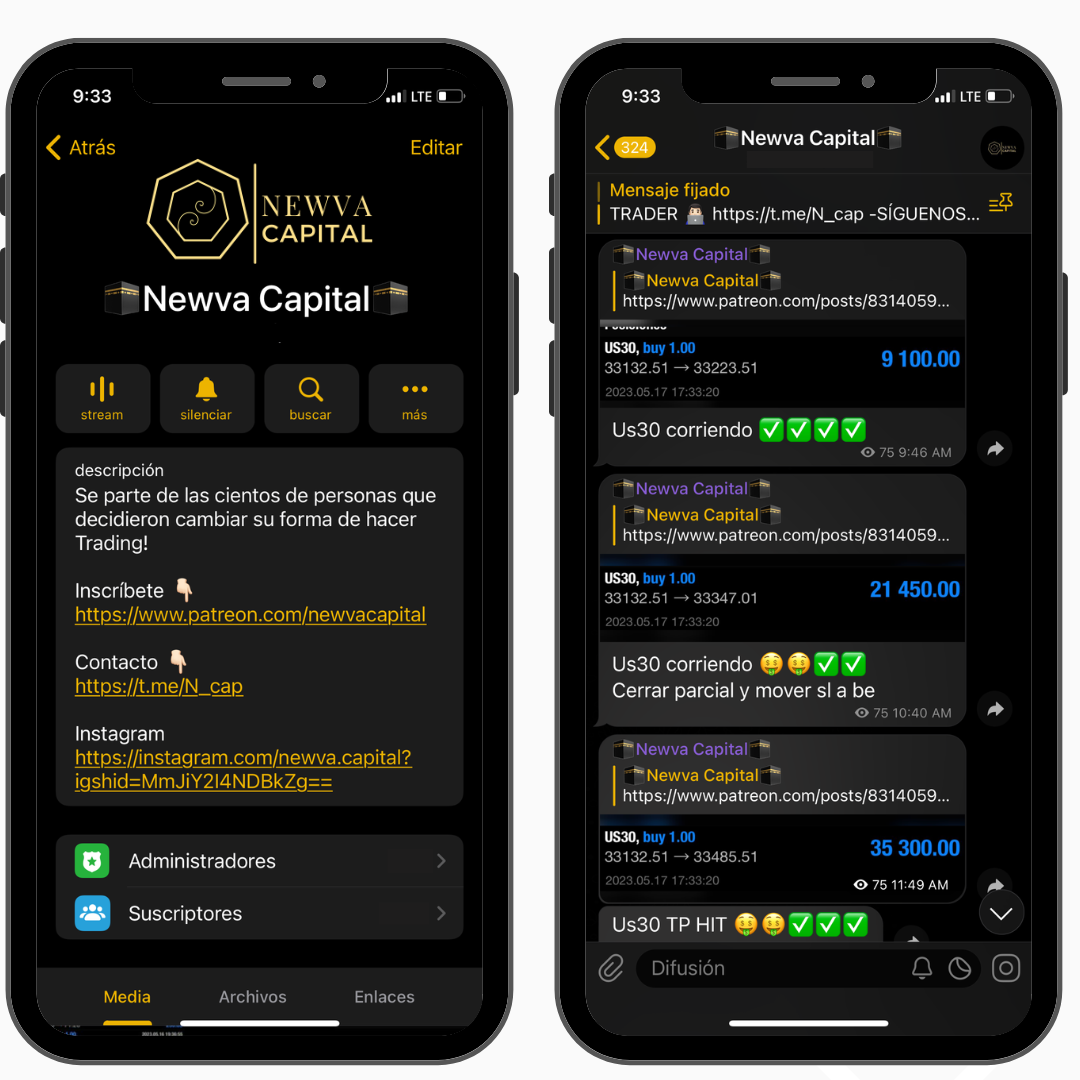 9:33
LTE
Atrás
Editar
NEWVA
CAPITAL
🕋Newva Capital🕋
stream
silenciar
buscar
más
descripción
Se parte de las cientos de personas que
decidieron cambiar su forma de hacer
Trading!
Inscríbete 👇🏻
https://www.patreon.com/newvacapital
Contacto 👇🏻
https://t.me/N_cap
Instagram
https://instagram.com/newva.capital?
igshid=MmJiY2I4NDBkZg==
Administradores
Suscriptores
Media
Archivos
Enlaces
9:33
LTE
324
🕋Newva Capital🕋
Mensaje fijado
TRADER 👨🏻‍💻 https://t.me/N_cap -SÍGUENOS...
🕋Newva Capital🕋
🕋Newva Capital🕋
https://www.patreon.com/posts/8314059...
US30, buy 1.00
33132.51 → 33223.51
9 100.00
2023.05.17 17:33:20
Us30 corriendo ✅✅✅✅
75 9:46 AM
🕋Newva Capital🕋
🕋Newva Capital🕋
https://www.patreon.com/posts/8314059...
US30, buy 1.00
33132.51 → 33347.01
21 450.00
2023.05.17 17:33:20
Us30 corriendo 🤑🤑✅✅
Cerrar parcial y mover sl a be
75 10:40 AM
🕋Newva Capital🕋
🕋Newva Capital🕋
https://www.patreon.com/posts/8314059...
US30, buy 1.00
33132.51 → 33485.51
35 300.00
2023.05.17 17:33:20
75 11:49 AM
Us30 TP HIT 🤑🤑✅✅✅
Difusión